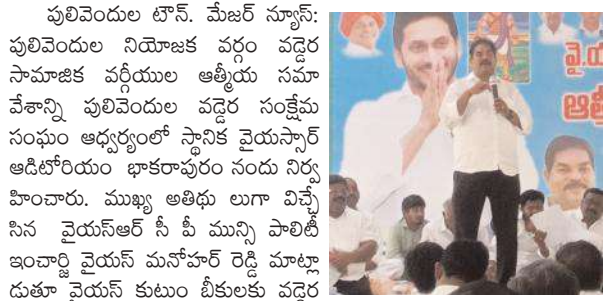 పులివెందుల టౌన్. మేజర్ న్యూస్:
పులివెందుల నియోజక వర్గం వడ్డెర
సామాజిక వర్గీయుల ఆత్మీయ సమా
వేశాన్ని పులివెందుల వడ్డెర సంక్షేమ
సంఘం ఆధ్వర్యంలో స్థానిక వైయస్సార్
ఆడిటోరియం భాకరాపురం నందు నిర్వ
హించారు. ముఖ్య అతిథు లుగా విచ్చే
సిన వైయస్ఆర్ సీ పీ మున్సి పాలిటీ
ఇంచార్జి వైయస్ మనోహర్ రెడ్డి మాట్లా
డుతూ వైయస్ కుటుం బీకులకు వడ్డెర